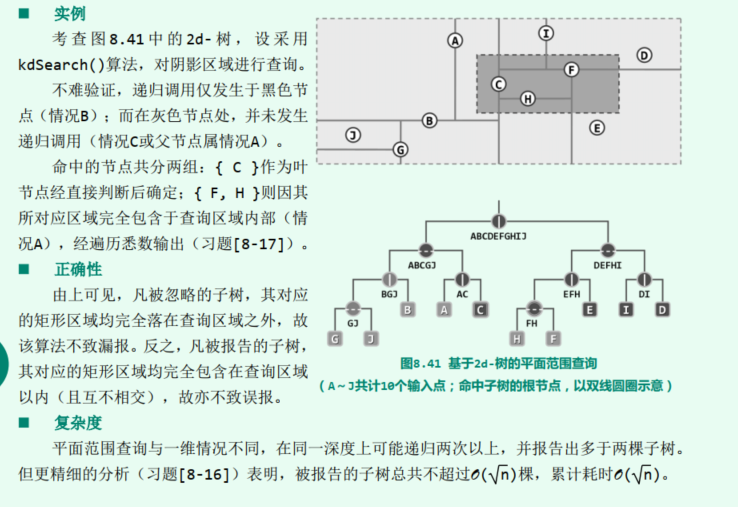 ■ 实例
考查图8.41中的2d-树，设采用
kdSearch()算法，对阴影区域进行查询。
不难验证，递归调用仅发生于黑色节
点（情况B）；而在灰色节点处，并未发生
递归调用（情况C或父节点属情况A）。
命中的节点共分两组：{ C }作为叶
节点经直接判断后确定；{ F, H }则因其
所对应区域完全包含于查询区域内部（情
况A），经遍历悉数输出（习题[8-17]）。
■ 正确性
由上可见，凡被忽略的子树，其对应
的矩形区域均完全落在查询区域之外，故
该算法不致漏报。反之，凡被报告的子树，
其对应的矩形区域均完全包含在查询区域
以内（且互不相交），故亦不致误报。
A
I
D
F
C
H
B
E
J
G
ABCDEFGHIJ
ABCGJ
DEFHI
BGJ
AC
EFH
DI
GJ
B
A
C
FH
E
I
D
G
J
H
F
图8.41 基于2d-树的平面范围查询
（A～J共计10个输入点；命中子树的根节点，以双线圆圈示意）
■ 复杂度
平面范围查询与一维情况不同，在同一深度上可能递归两次以上，并报告出多于两棵子树。
但更精细的分析（习题[8-16]）表明，被报告的子树总共不超过O(√n)棵，累计耗时O(√n)。